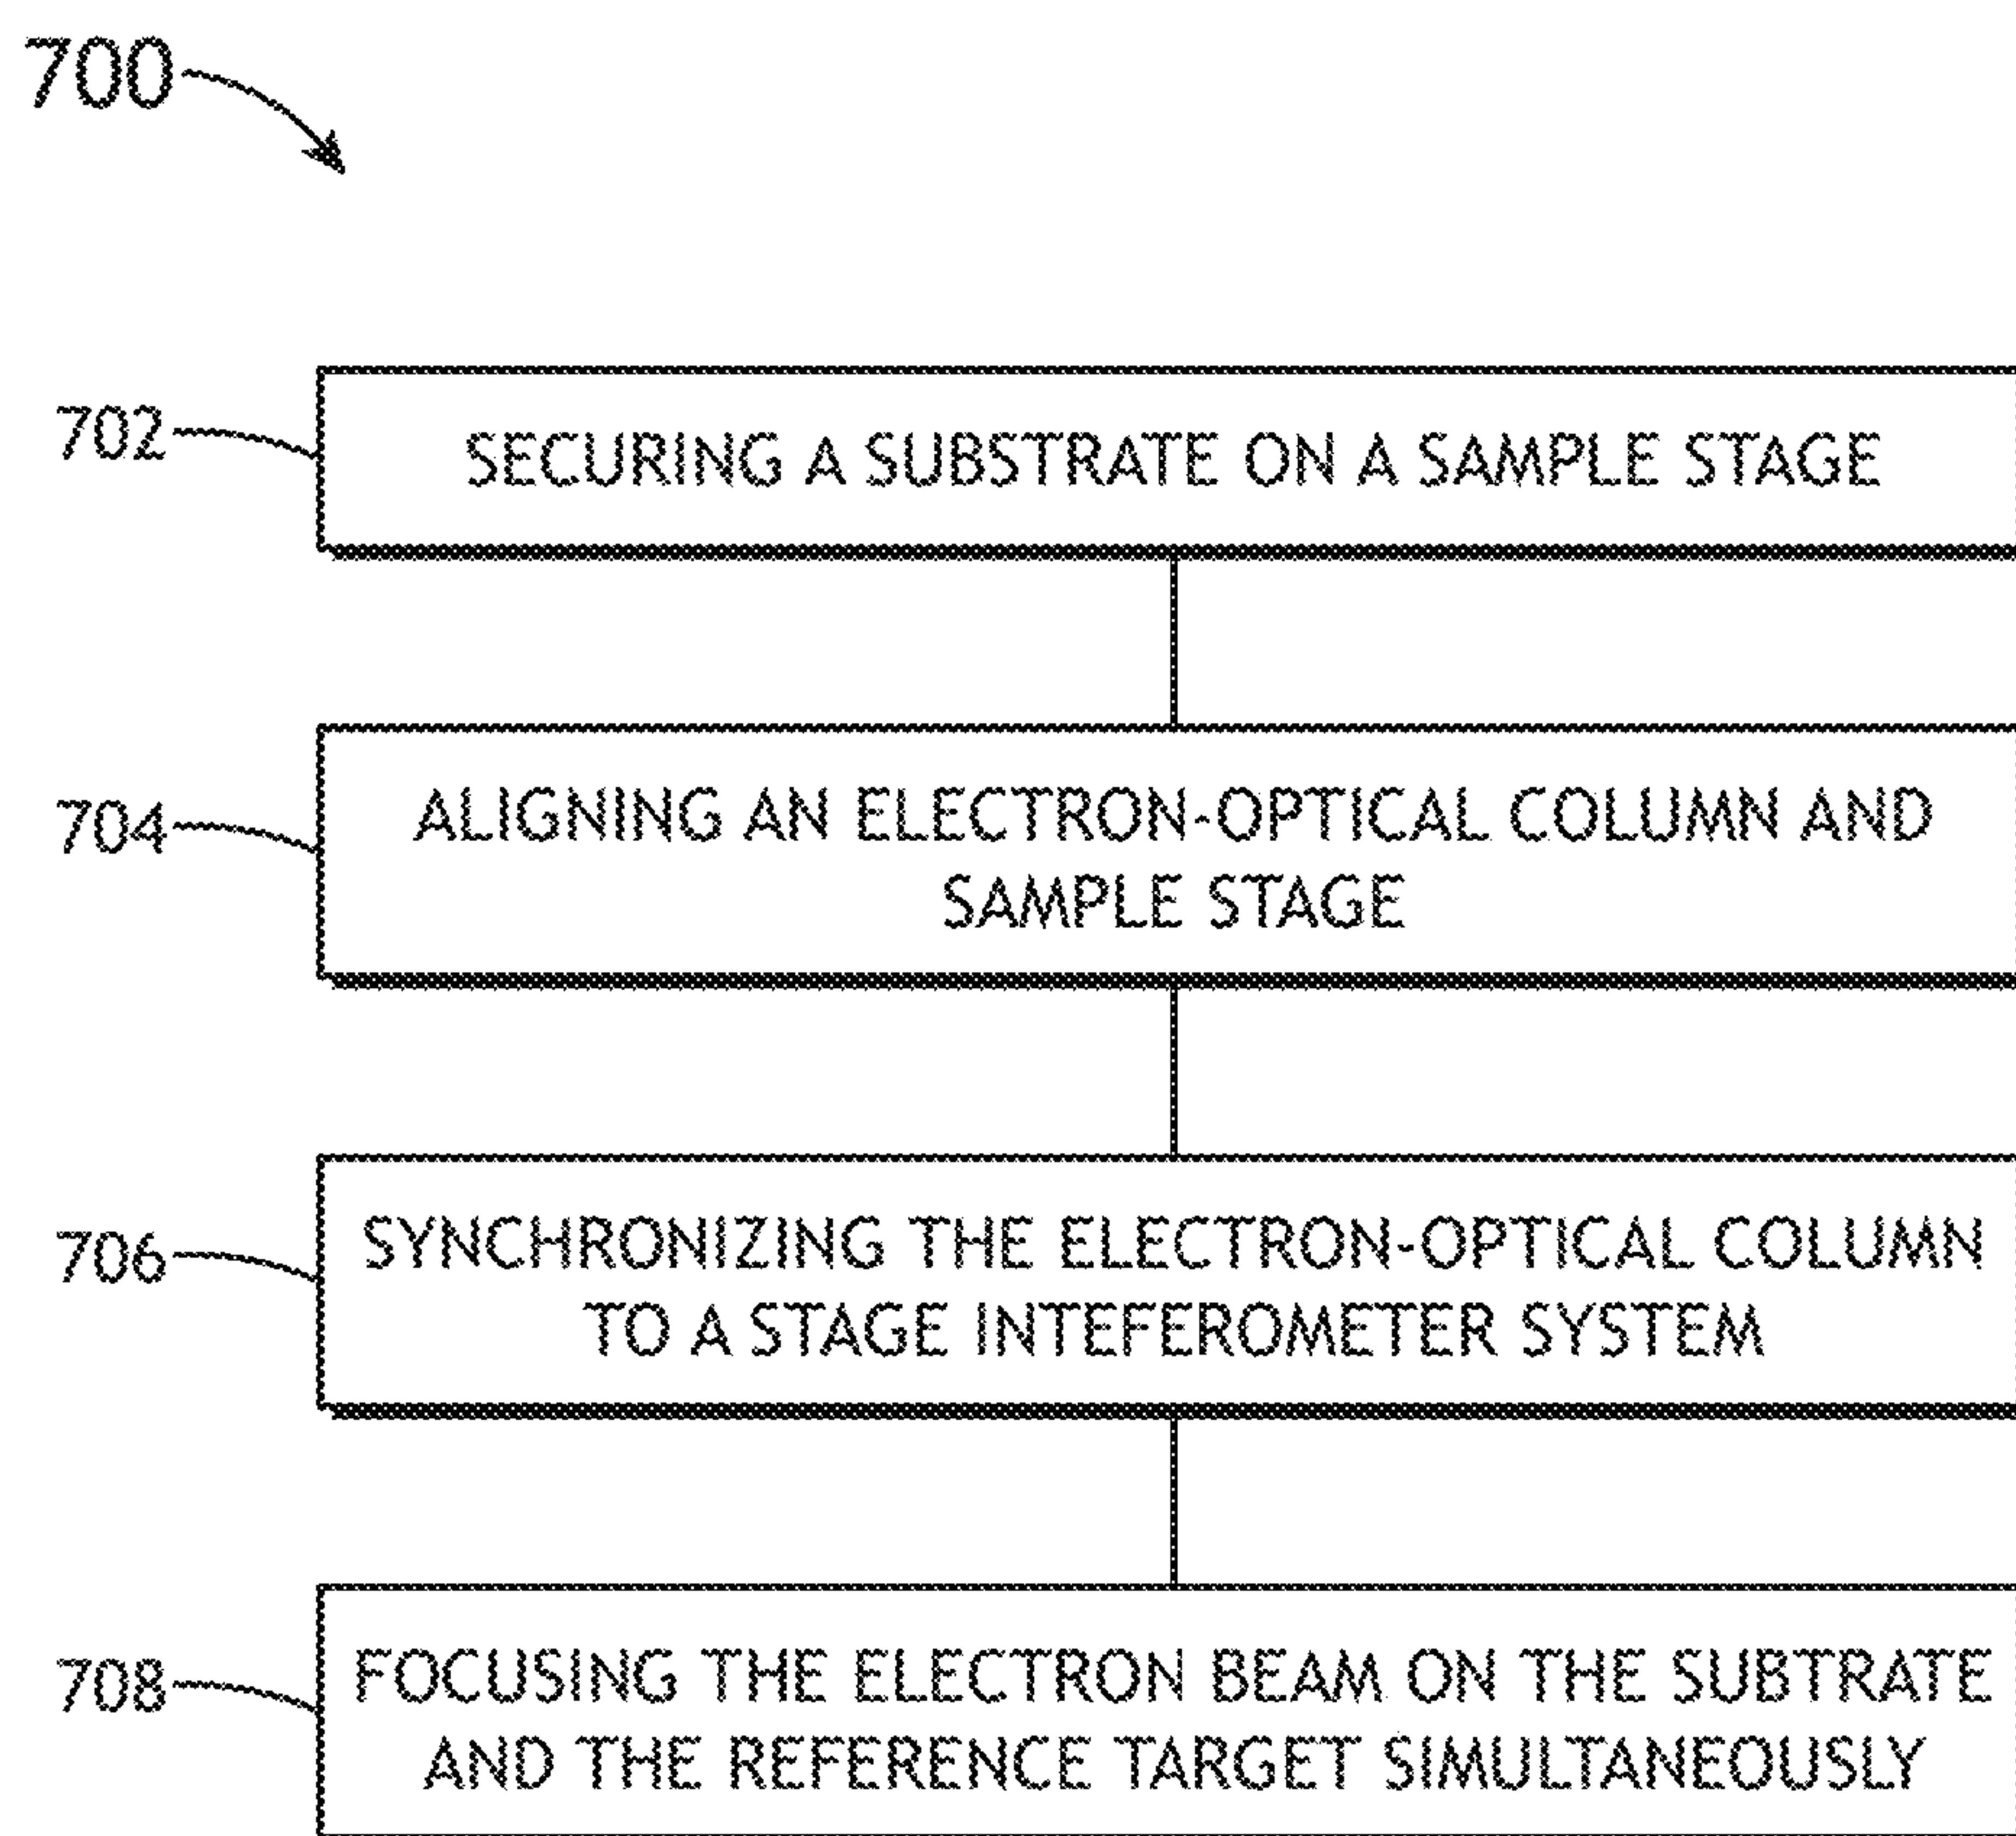 700
702
SECURING A SUBSTRATE ON A SAMPLE STAGE
704
ALIGNING AN ELECTRON-OPTICAL COLUMN AND
SAMPLE STAGE
706
SYNCHRONIZING THE ELECTRON-OPTICAL COLUMN
TO A STAGE INTEFEROMETER SYSTEM
708
FOCUSING THE ELECTRON BEAM ON THE SUBTRATE
AND THE REFERENCE TARGET SIMULTANEOUSLY